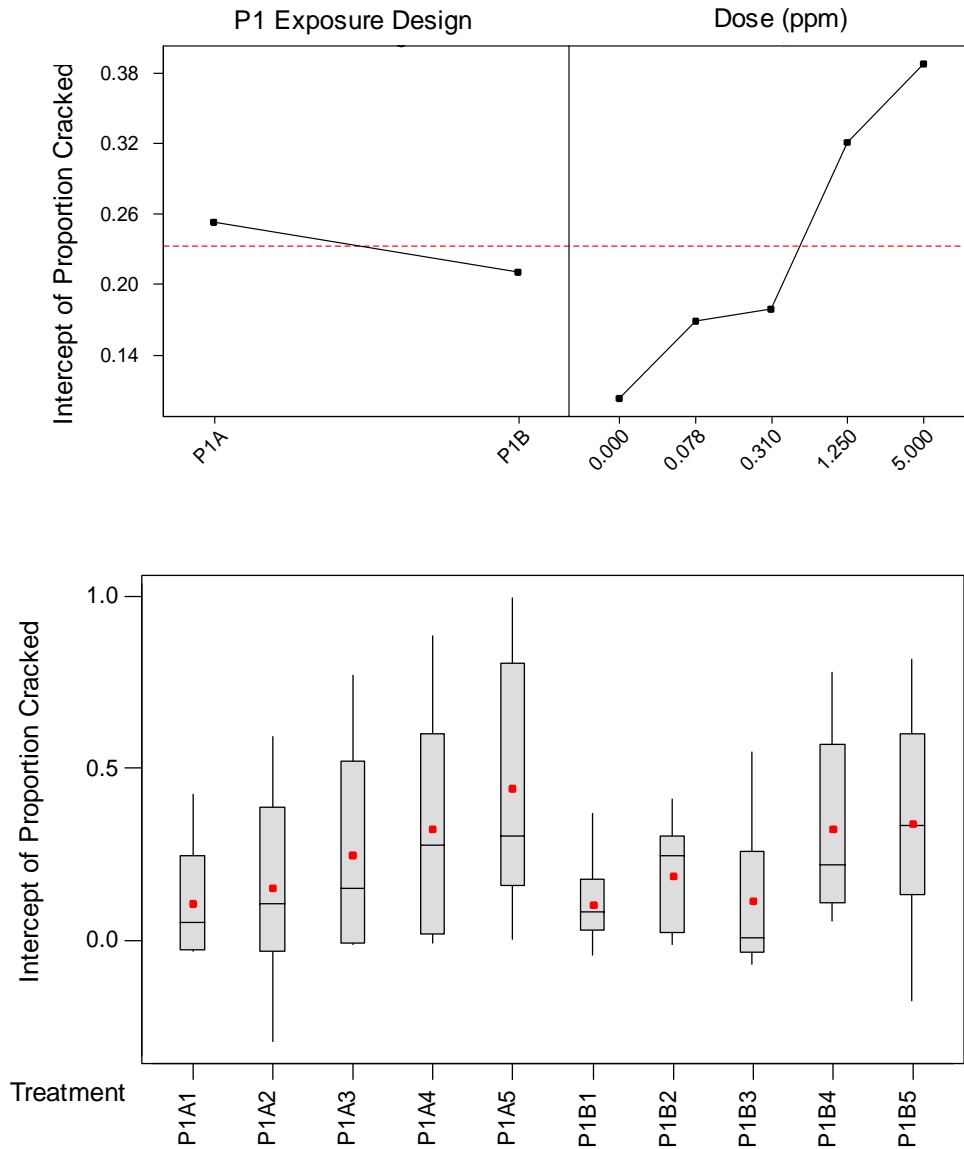 P1 Exposure Design
Dose (ppm)
Intercept of Proportion Cracked
0.38
0.32
0.26
0.20
0.14
P1A
P1B
0.000
0.078
0.310
1.250
5.000
Intercept of Proportion Cracked
1.0
0.5
0.0
Treatment
P1A1
P1A2
P1A3
P1A4
P1A5
P1B1
P1B2
P1B3
P1B4
P1B5